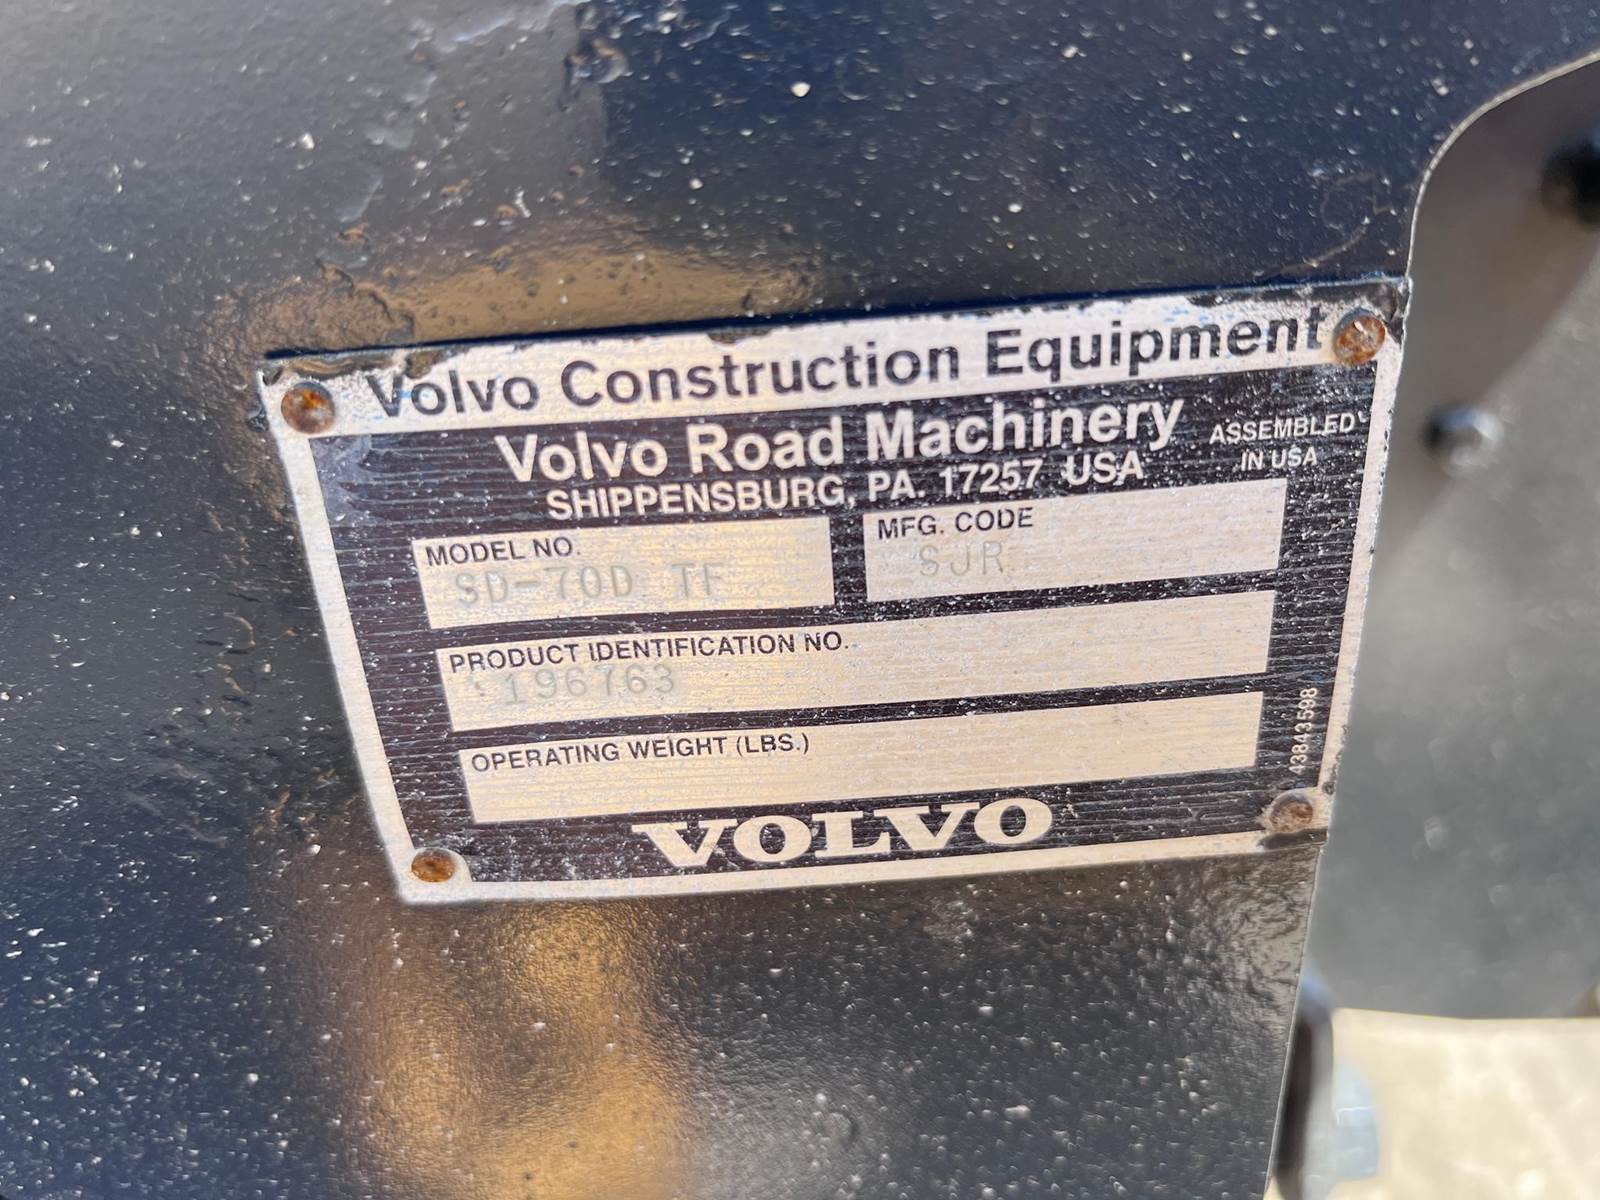 Volvo Construction Equipment
Volvo Road Machinery
SHIPPENSBURG, PA. 17257 USA
ASSEMBLED
IN USA
MODEL NO.
SD-70D TF
MFG. CODE
SJR
PRODUCT IDENTIFICATION NO.
196763
OPERATING WEIGHT (LBS.)
43843598
VOLVO